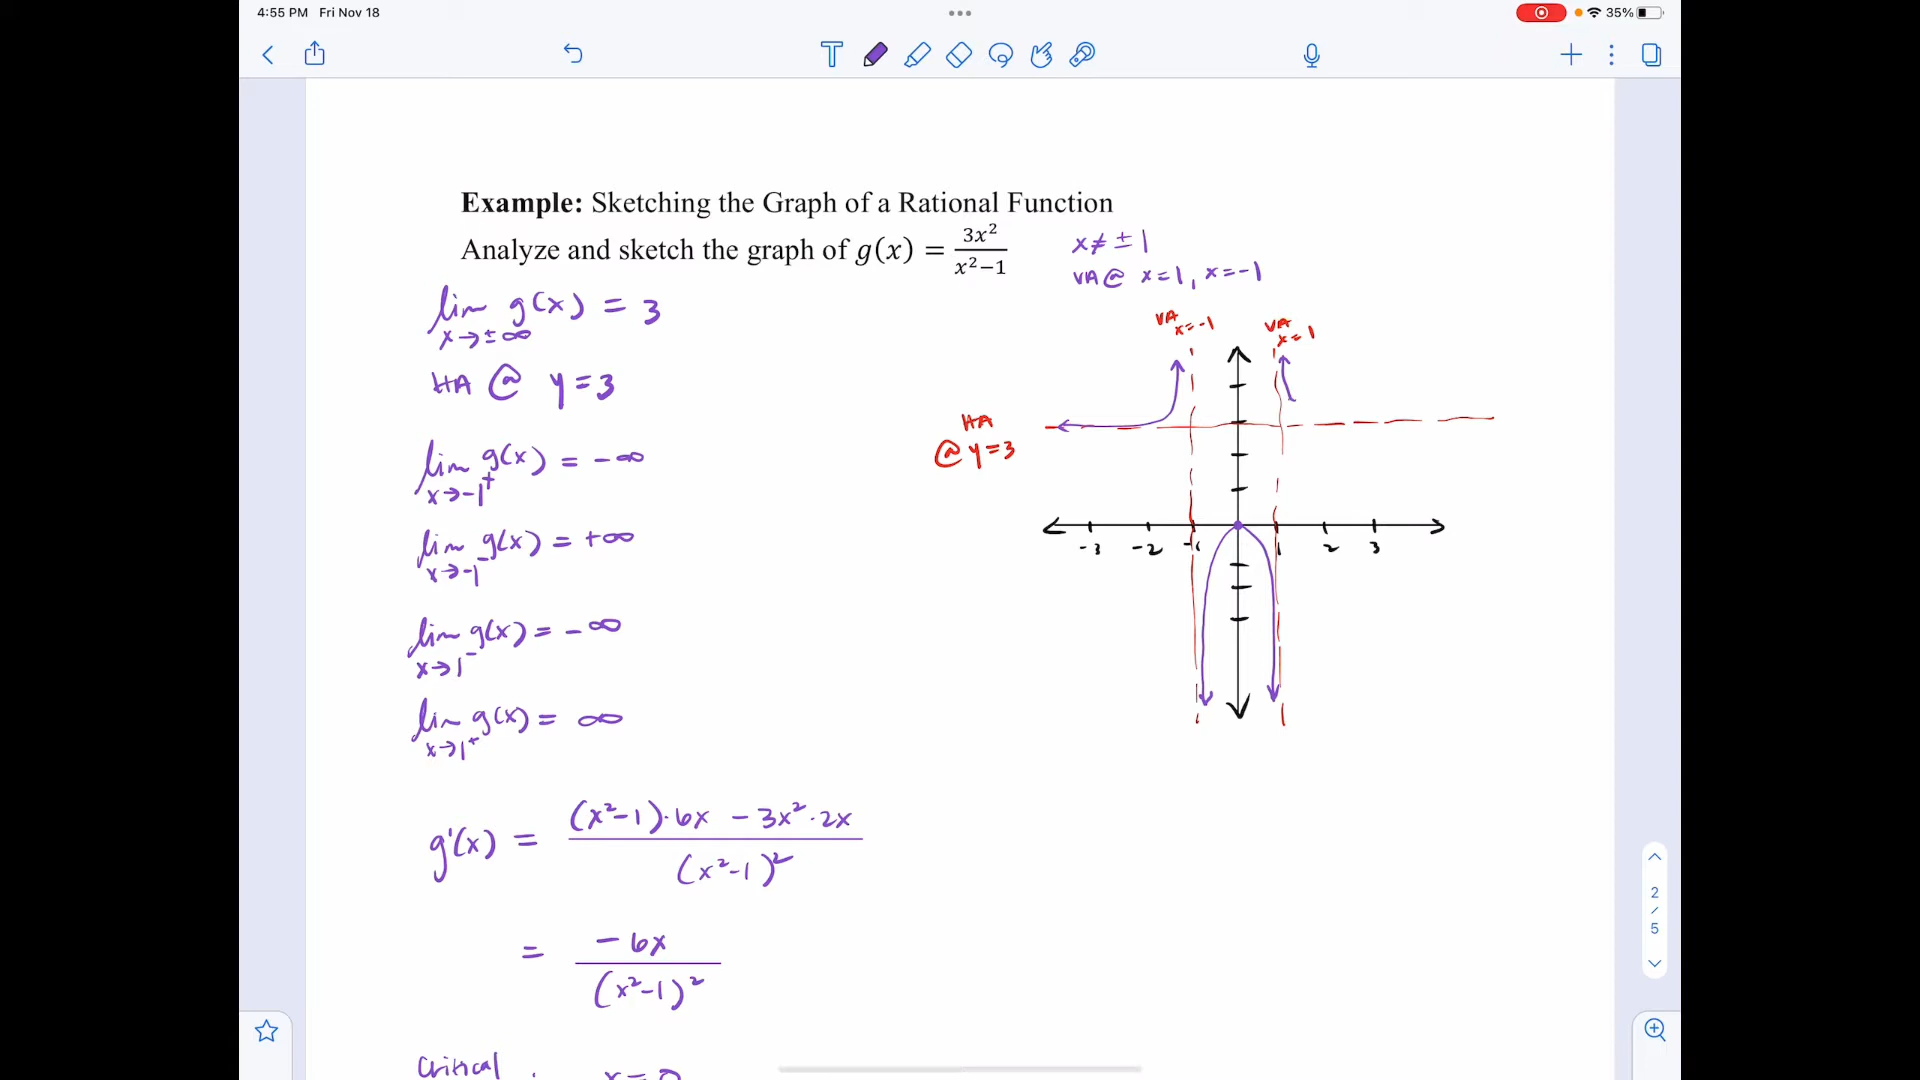 4:55 PM Fri Nov 18
35%
Example: Sketching the Graph of a Rational Function
Analyze and sketch the graph of g(x) = 3x²/(x²−1)
x ≠ ± 1
VA @ x = 1, x = -1
lim x→±∞ g(x) = 3
HA @ y = 3
lim x→-1⁺ g(x) = -∞
lim x→-1⁻ g(x) = +∞
lim x→1⁻ g(x) = -∞
lim x→1⁺ g(x) = ∞
VA x = -1
VA x = 1
HA
@ y = 3
-3 -2 -1 1 2 3
g'(x) = ((x²-1)·6x - 3x²·2x)/(x²-1)²
= -6x/(x²-1)²
Critical : x = 0
2
/
5